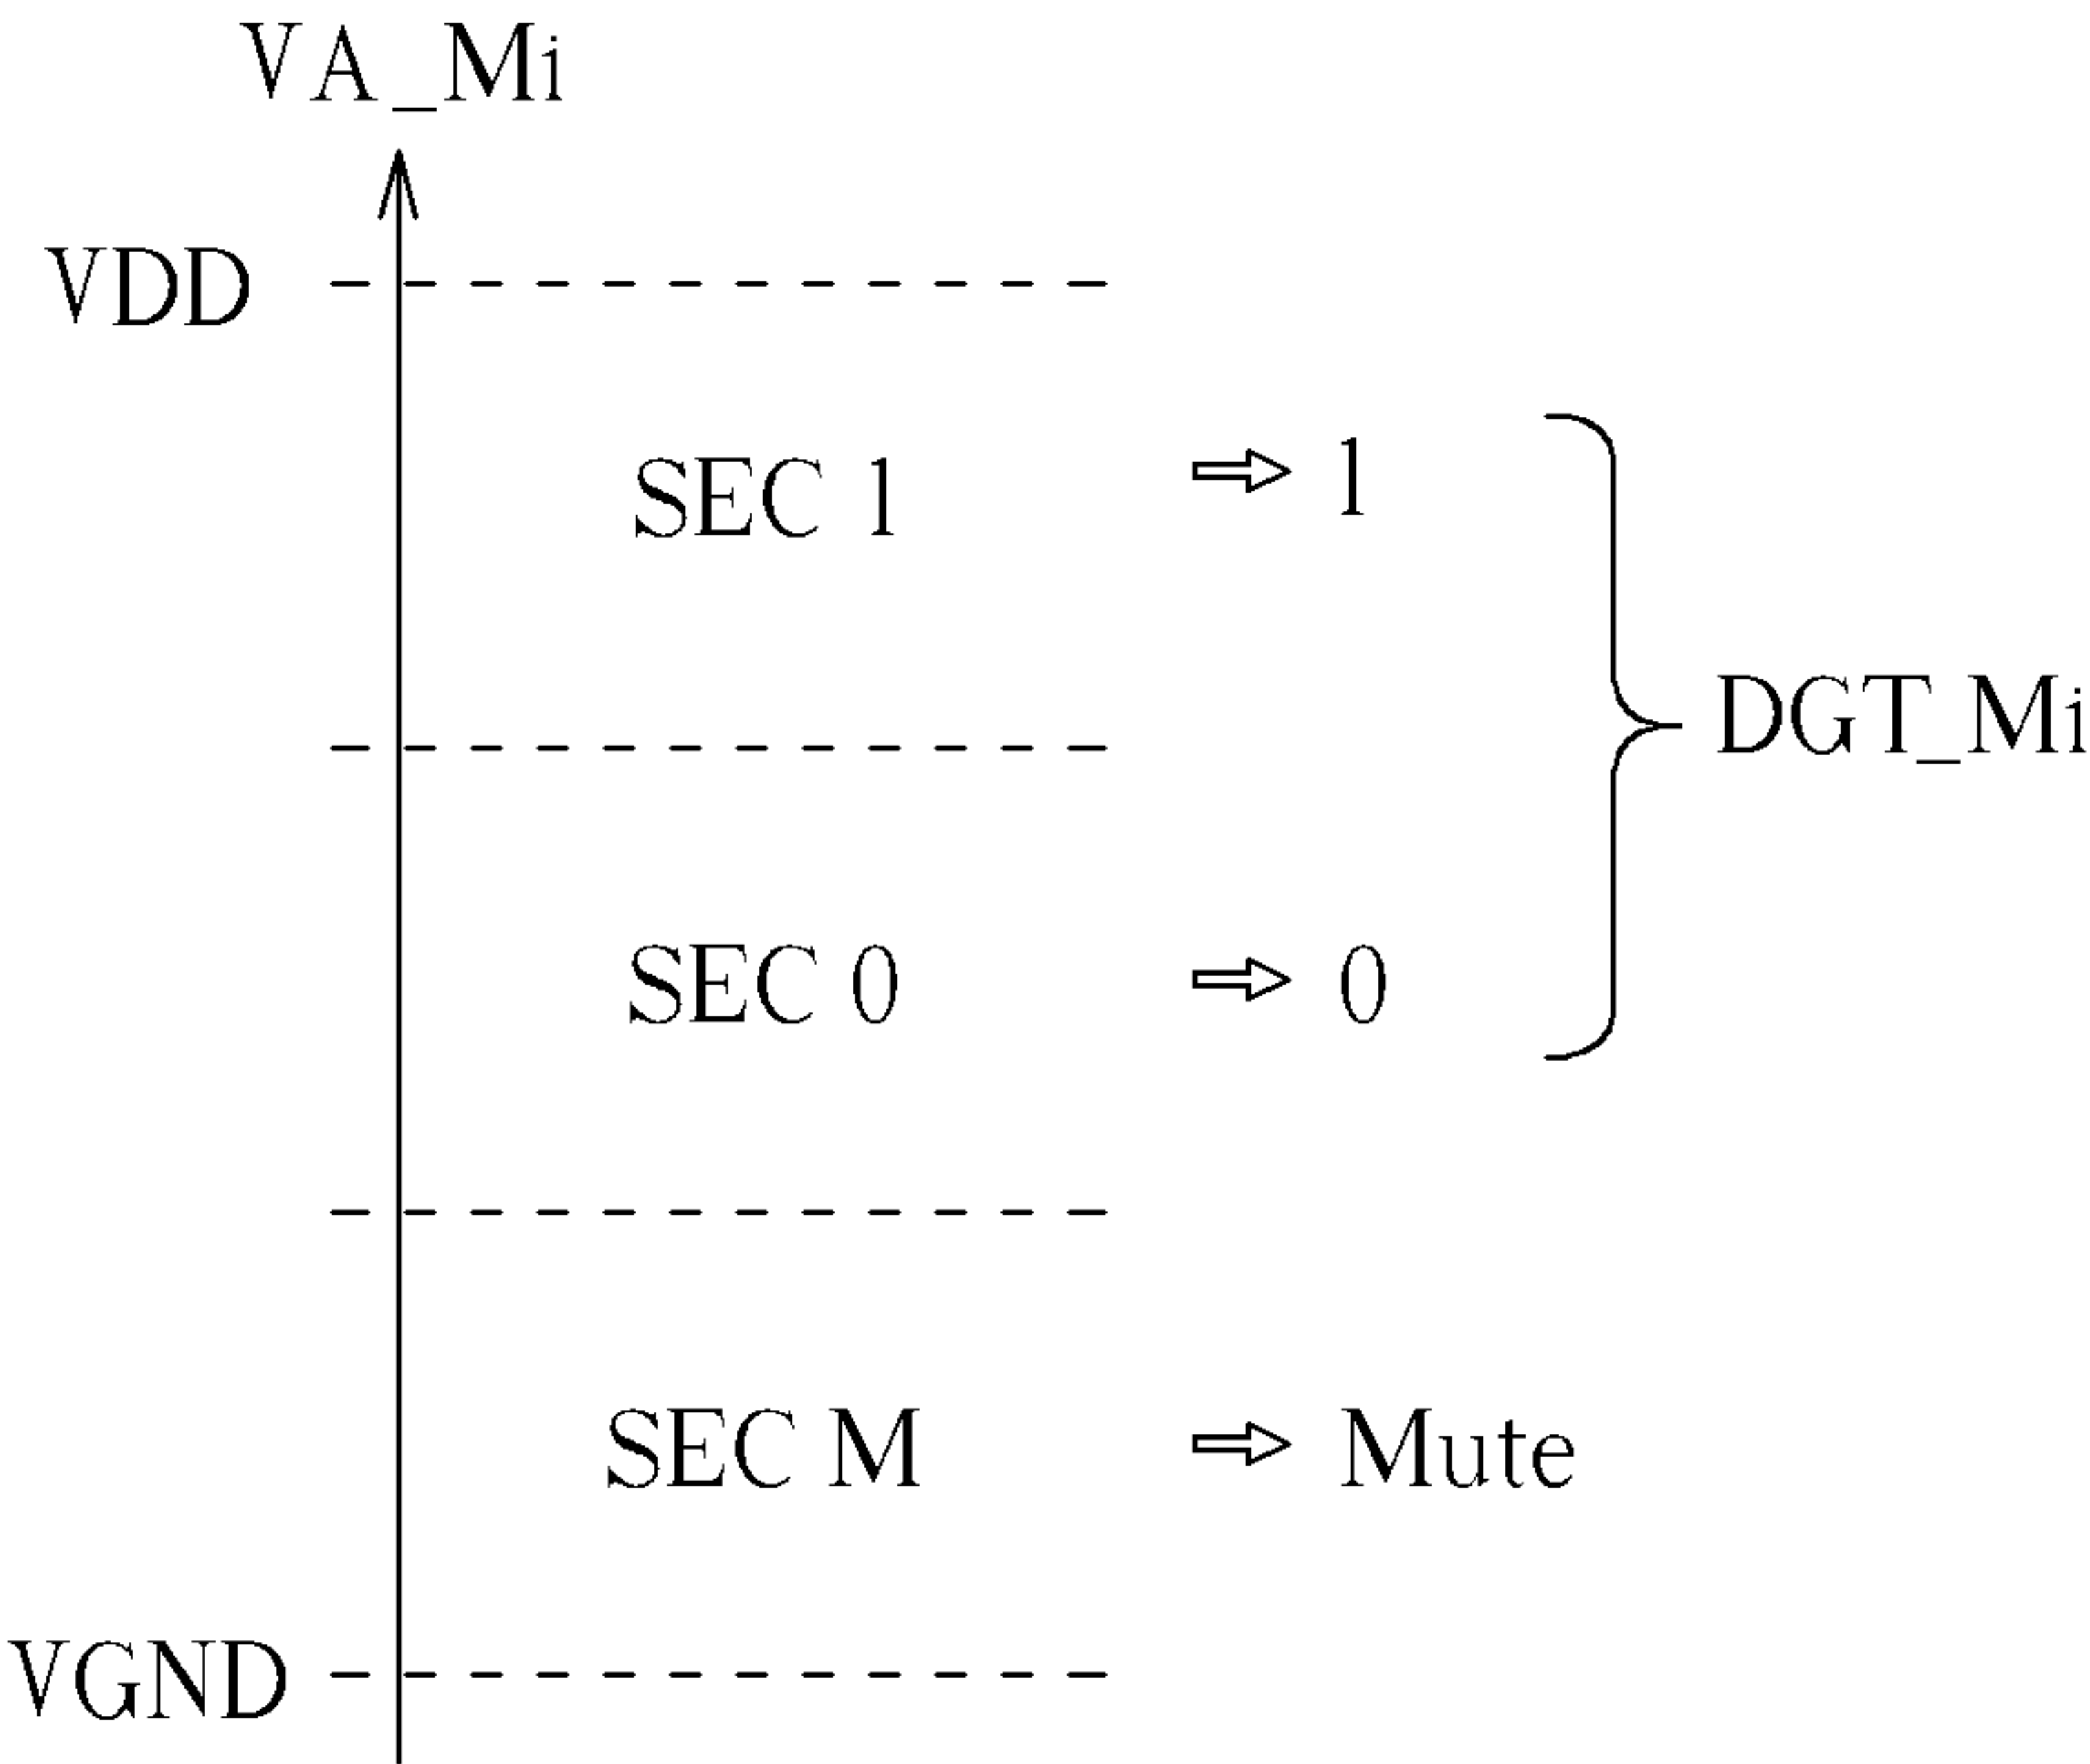 VA_Mi
VDD
SEC 1 ⇨ 1
DGT_Mi
SEC 0 ⇨ 0
SEC M ⇨ Mute
VGND